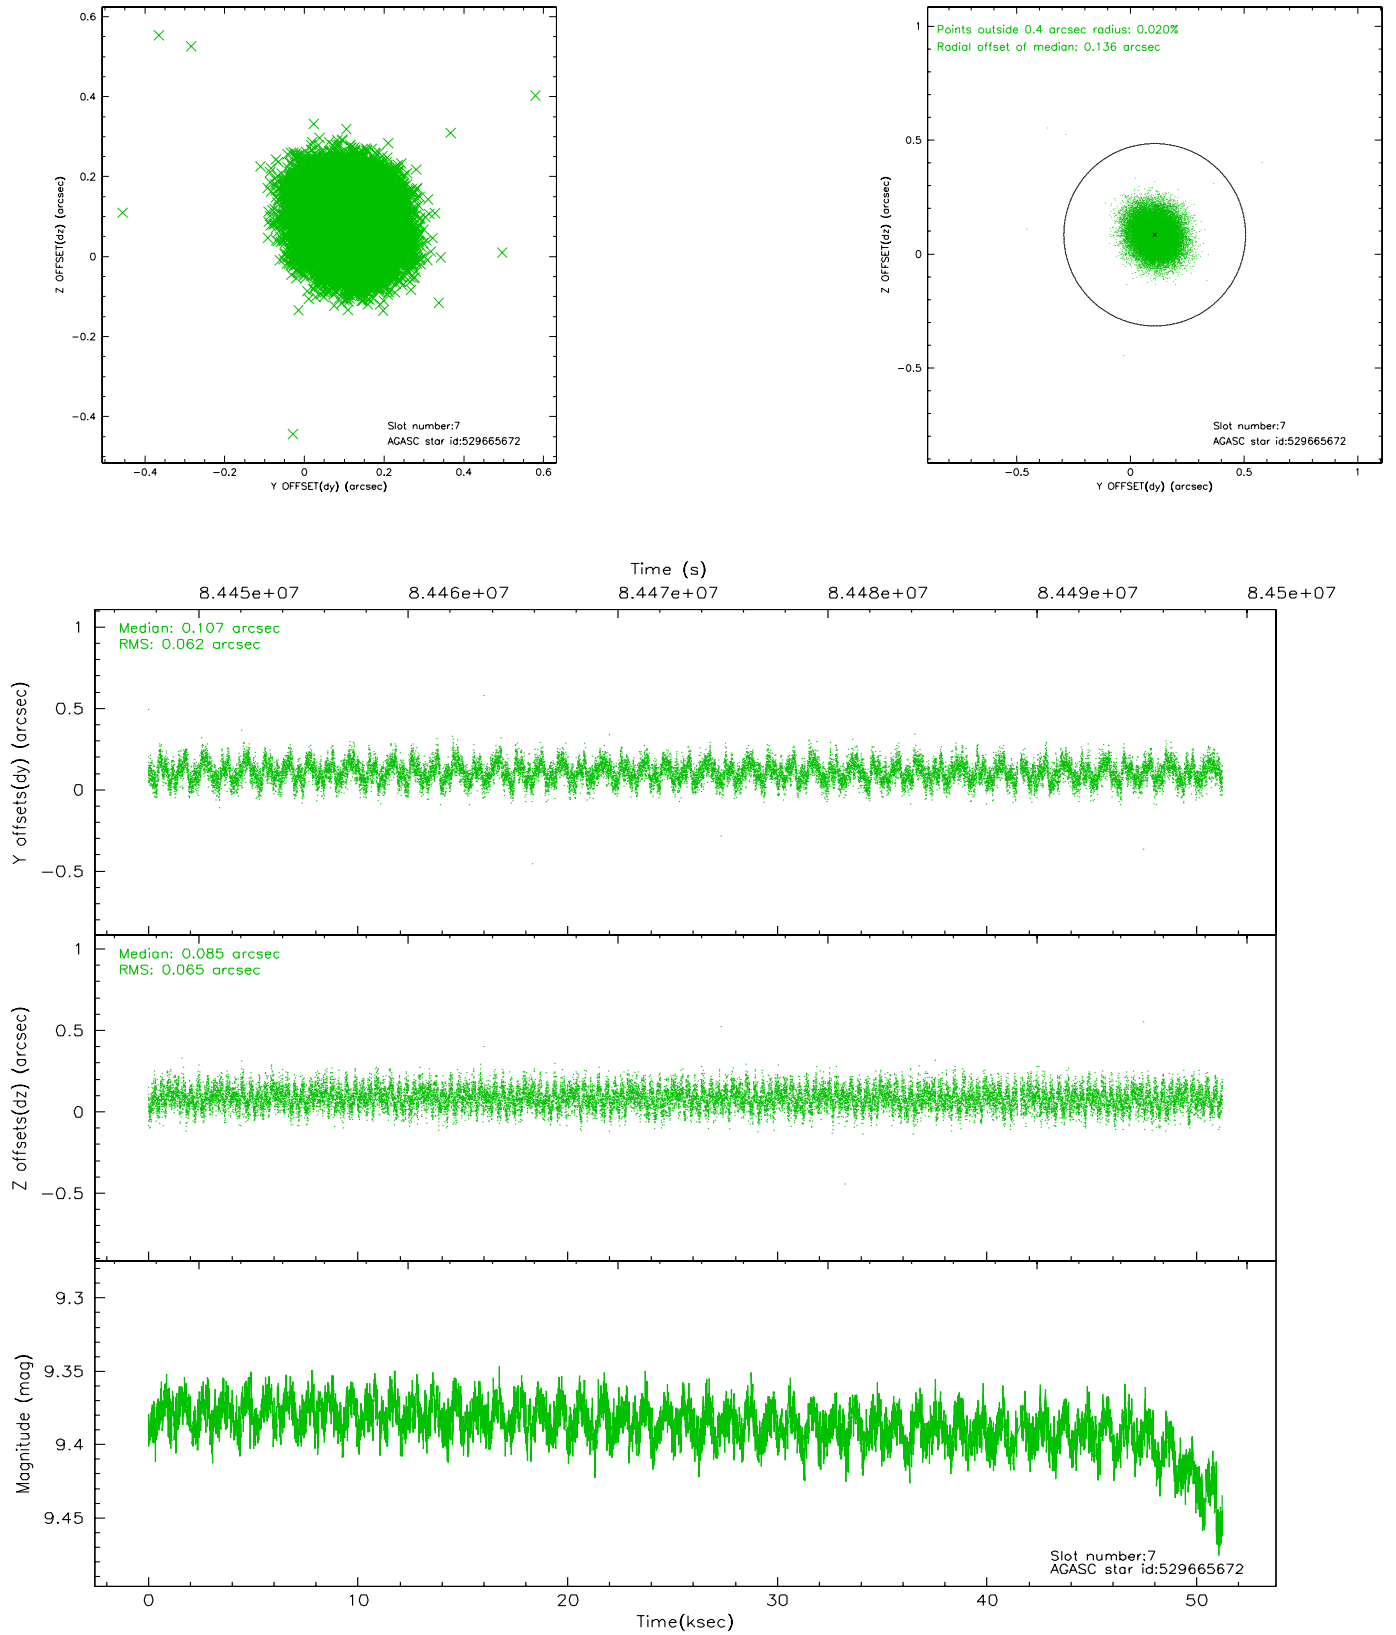 0.6
0.4
0.2
0
−0.2
−0.4
Z OFFSET(dz) (arcsec)
Slot number:7
AGASC star id:529665672
−0.4 −0.2 0 0.2 0.4 0.6
Y OFFSET(dy) (arcsec)
Points outside 0.4 arcsec radius: 0.020%
Radial offset of median: 0.136 arcsec
1
0.5
0
−0.5
Z OFFSET(dz) (arcsec)
Slot number:7
AGASC star id:529665672
−0.5 0 0.5 1
Y OFFSET(dy) (arcsec)
Time (s)
8.445e+07 8.446e+07 8.447e+07 8.448e+07 8.449e+07 8.45e+07
Median: 0.107 arcsec
RMS: 0.062 arcsec
1
0.5
0
−0.5
Y offsets(dy) (arcsec)
Median: 0.085 arcsec
RMS: 0.065 arcsec
1
0.5
0
−0.5
Z offsets(dz) (arcsec)
9.3
9.35
9.4
9.45
Magnitude (mag)
Slot number:7
AGASC star id:529665672
0 10 20 30 40 50
Time(ksec)